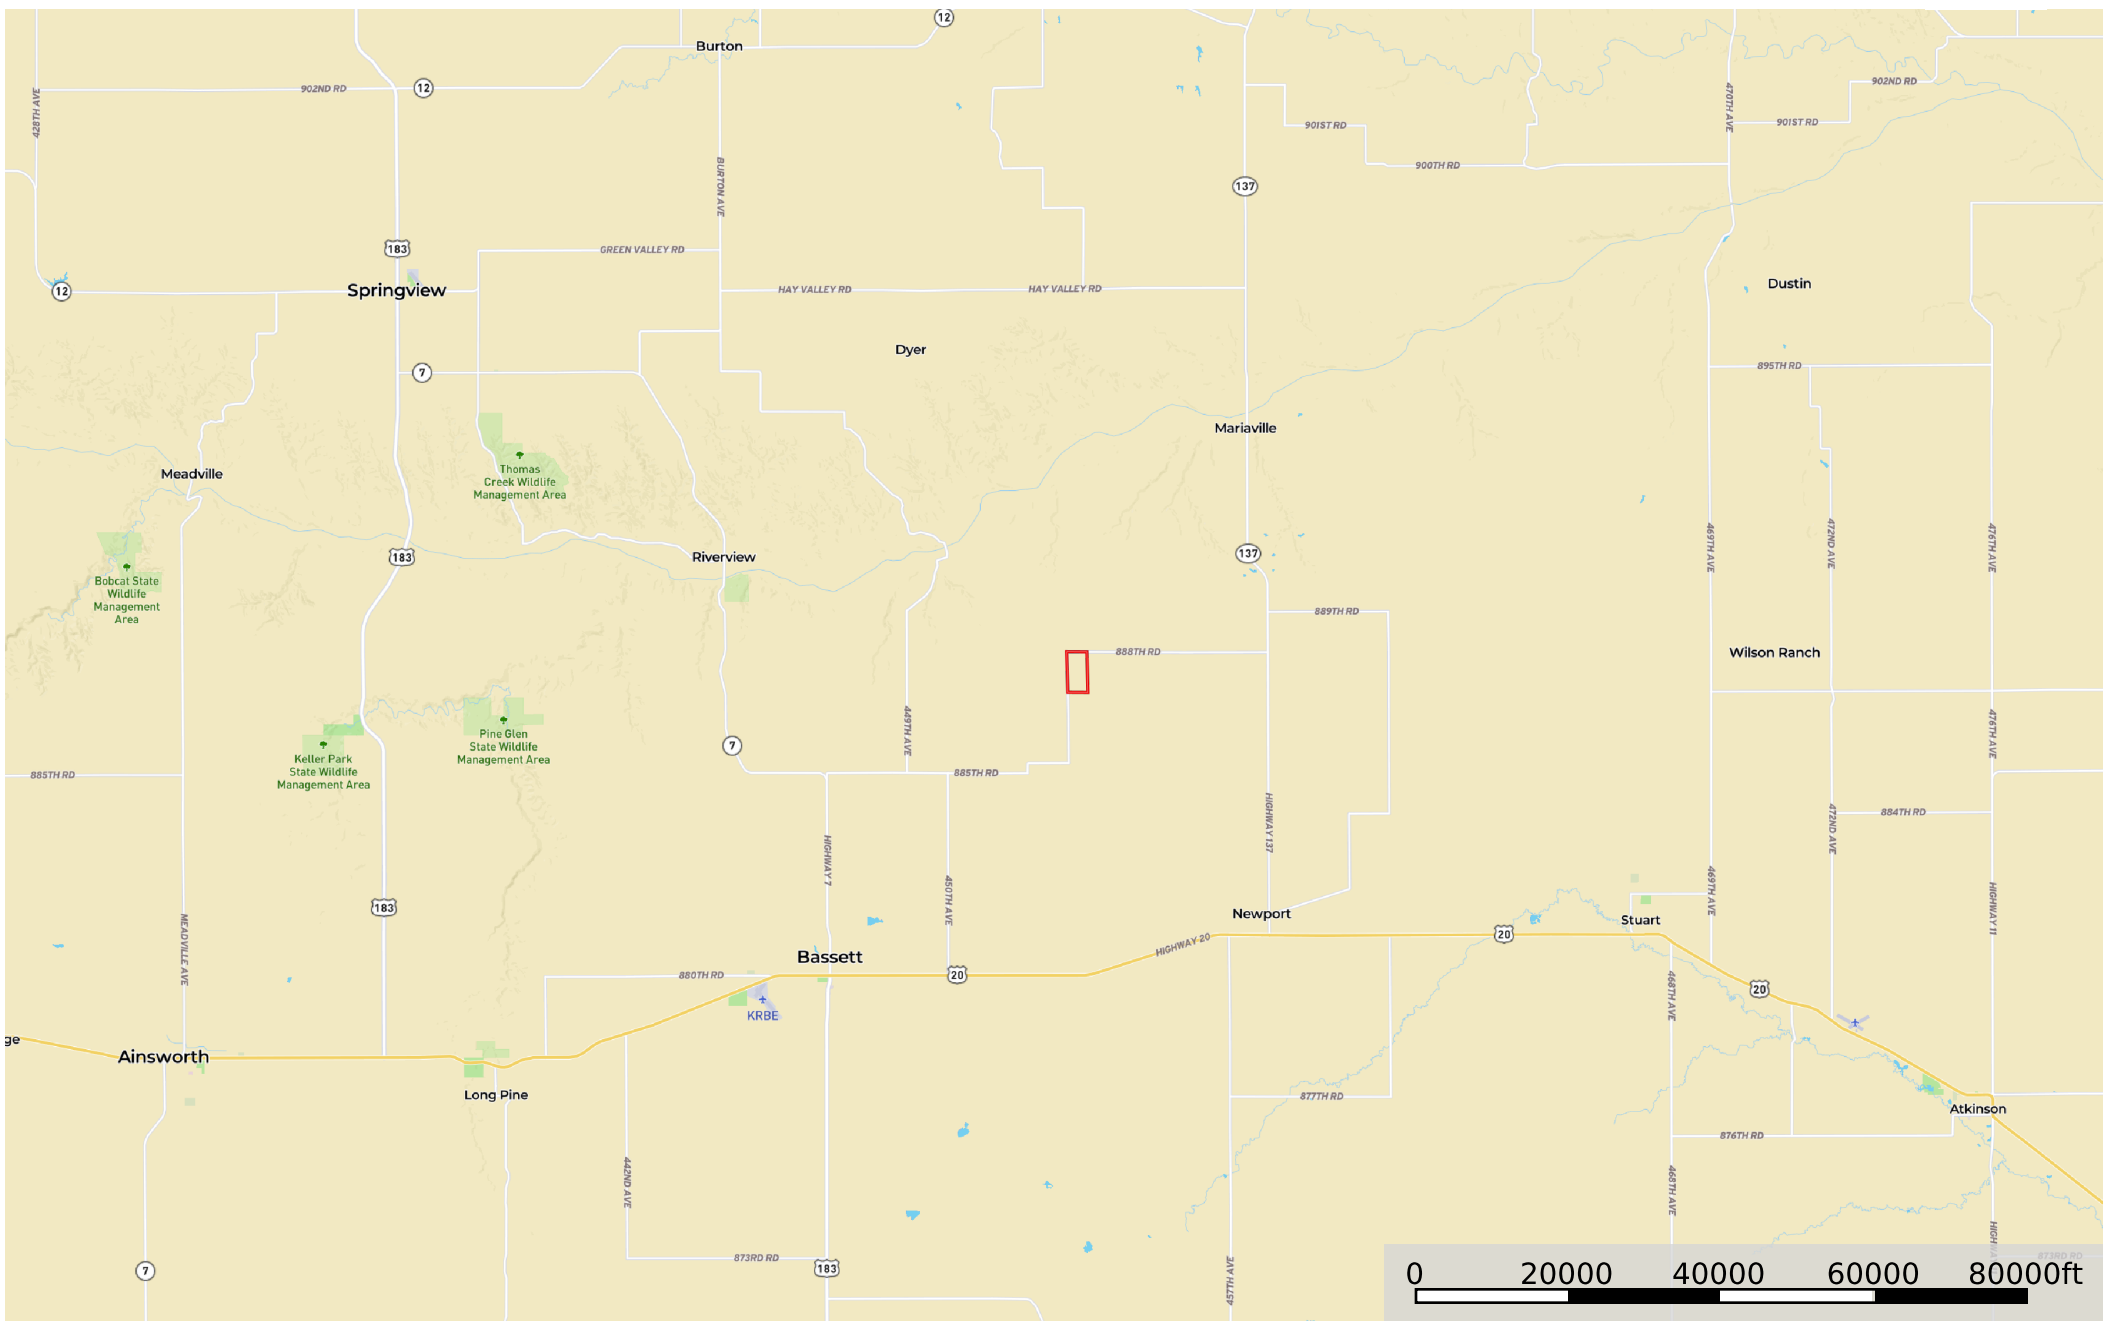 12
Burton
902ND RD
12
902ND RD
428TH AVE
470TH AVE
901ST RD
901ST RD
900TH RD
BURTON AVE
137
183
GREEN VALLEY RD
12
Springview
HAY VALLEY RD
HAY VALLEY RD
Dustin
Dyer
7
895TH RD
Mariaville
Thomas
Creek Wildlife
Management Area
Meadville
183
Riverview
137
469TH AVE
472ND AVE
476TH AVE
Bobcat State
Wildlife
Management
Area
889TH RD
888TH RD
Wilson Ranch
449TH AVE
476TH AVE
Pine Glen
State Wildlife
Management Area
7
Keller Park
State Wildlife
Management Area
885TH RD
885TH RD
HIGHWAY 137
884TH RD
472ND AVE
HIGHWAY 7
450TH AVE
469TH AVE
HIGHWAY 11
183
Newport
Stuart
MEADVILLE AVE
HIGHWAY 20
20
Bassett
880TH RD
20
468TH AVE
20
KRBE
ge
Ainsworth
Long Pine
877TH RD
Atkinson
876TH RD
442ND AVE
468TH AVE
873RD RD
183
7
457TH AVE
HIGHWA
873RD RD
0 20000 40000 60000 80000ft